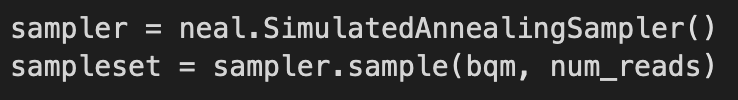 sampler = neal.SimulatedAnnealingSampler()
sampleset = sampler.sample(bqm, num_reads)